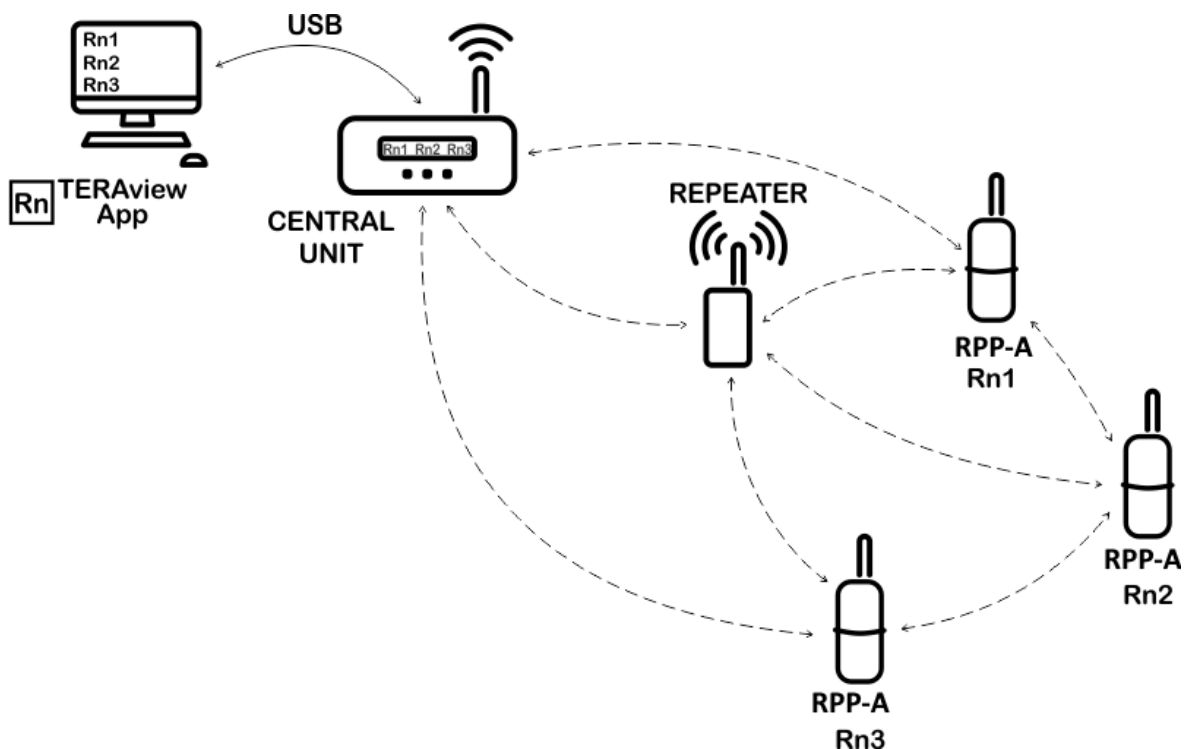 Rn1
Rn2
Rn3
USB
Rn1 Rn2 Rn3
Rn
TERAview
App
CENTRAL
UNIT
REPEATER
RPP-A
Rn1
RPP-A
Rn2
RPP-A
Rn3